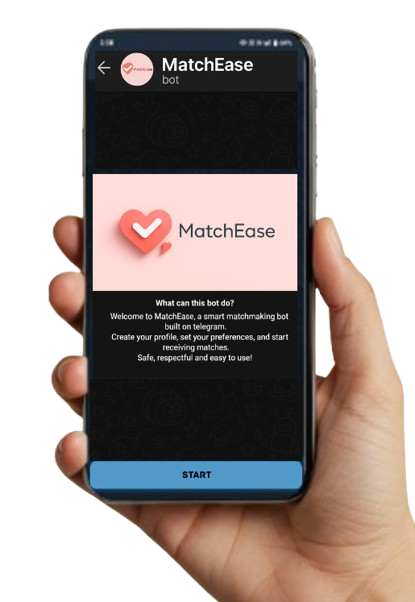 MatchEase
bot
MatchEase
What can this bot do?
Welcome to MatchEase, a smart matchmaking bot
built on telegram.
Create your profile, set your preferences, and start
receiving matches.
Safe, respectful and easy to use!
START